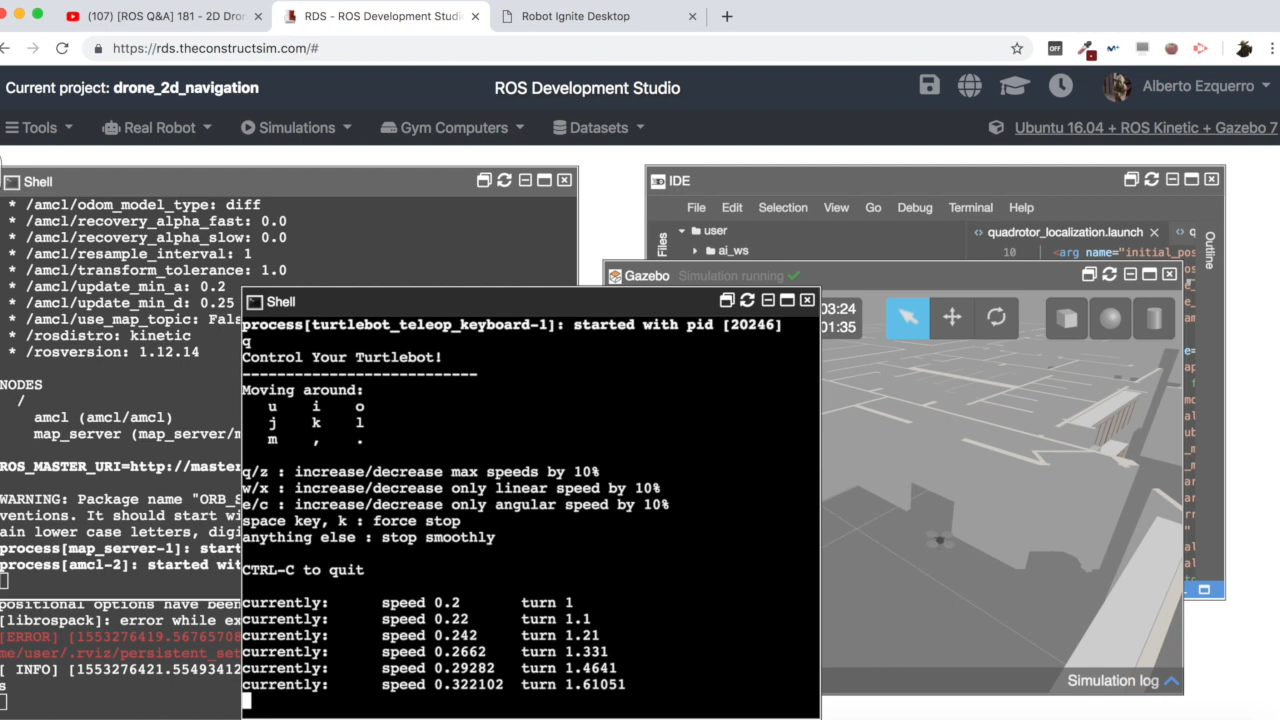 (107) [ROS Q&A] 181 - 2D Dro
RDS - ROS Development Studi
Robot Ignite Desktop
https://rds.theconstructsim.com/#
OFF
Current project: drone_2d_navigation
ROS Development Studio
Alberto Ezquerro
Tools
Real Robot
Simulations
Gym Computers
Datasets
Ubuntu 16.04 + ROS Kinetic + Gazebo 7
Shell
* /amcl/odom_model_type: diff
* /amcl/recovery_alpha_fast: 0.0
* /amcl/recovery_alpha_slow: 0.0
* /amcl/resample_interval: 1
* /amcl/transform_tolerance: 1.0
* /amcl/update_min_a: 0.2
* /amcl/update_min_d: 0.25
* /amcl/use_map_topic: Fals
* /rosdistro: kinetic
* /rosversion: 1.12.14
NODES
/
amcl (amcl/amcl)
map_server (map_server/m
ROS_MASTER_URI=http://master
WARNING: Package name "ORB_S
ventions. It should start wi
ain lower case letters, digi
process[map_server-1]: start
process[amcl-2]: started wit
positional options have been
[librospack]: error while ex
[ERROR] [1553276419.56765708
me/user/.rviz/persistent_set
[ INFO] [1553276421.55493412
s
IDE
File Edit Selection View Go Debug Terminal Help
Files
user
ai_ws
quadrotor_localization.launch
Outline
10 <arg name="initial_pos
Gazebo Simulation running
03:24
01:35
Simulation log
Shell
process[turtlebot_teleop_keyboard-1]: started with pid [20246]
q
Control Your Turtlebot!
---------------------------
Moving around:
u i o
j k l
m , .
q/z : increase/decrease max speeds by 10%
w/x : increase/decrease only linear speed by 10%
e/c : increase/decrease only angular speed by 10%
space key, k : force stop
anything else : stop smoothly
CTRL-C to quit
currently: speed 0.2 turn 1
currently: speed 0.22 turn 1.1
currently: speed 0.242 turn 1.21
currently: speed 0.2662 turn 1.331
currently: speed 0.29282 turn 1.4641
currently: speed 0.322102 turn 1.61051